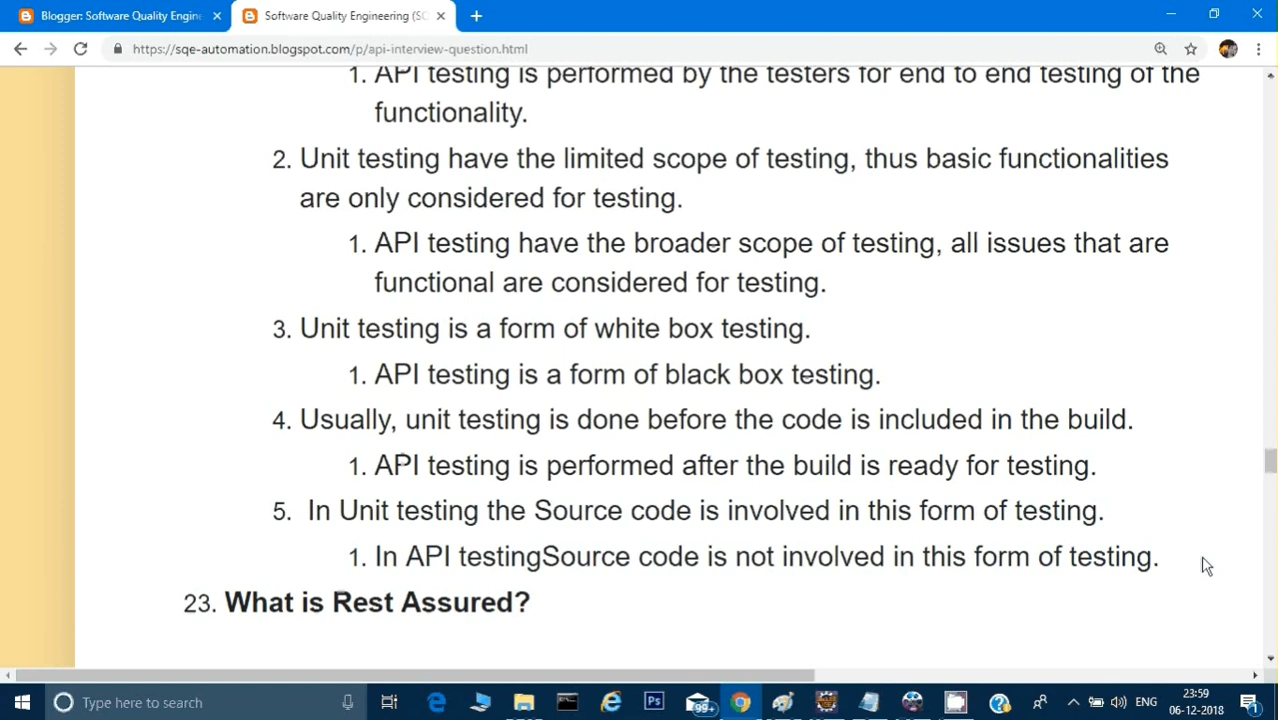 Blogger: Software Quality Engine
Software Quality Engineering (SC
https://sqe-automation.blogspot.com/p/api-interview-question.html
1. API testing is performed by the testers for end to end testing of the
functionality.
2. Unit testing have the limited scope of testing, thus basic functionalities
are only considered for testing.
1. API testing have the broader scope of testing, all issues that are
functional are considered for testing.
3. Unit testing is a form of white box testing.
1. API testing is a form of black box testing.
4. Usually, unit testing is done before the code is included in the build.
1. API testing is performed after the build is ready for testing.
5. In Unit testing the Source code is involved in this form of testing.
1. In API testingSource code is not involved in this form of testing.
23. What is Rest Assured?
Type here to search
Ps
99+
ENG
23:59
06-12-2018
1